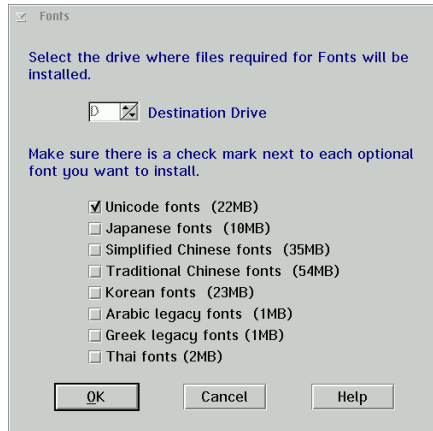 Fonts
Select the drive where files required for Fonts will be
installed.
D Destination Drive
Make sure there is a check mark next to each optional
font you want to install.
Unicode fonts (22MB)
Japanese fonts (10MB)
Simplified Chinese fonts (35MB)
Traditional Chinese fonts (54MB)
Korean fonts (23MB)
Arabic legacy fonts (1MB)
Greek legacy fonts (1MB)
Thai fonts (2MB)
OK Cancel Help